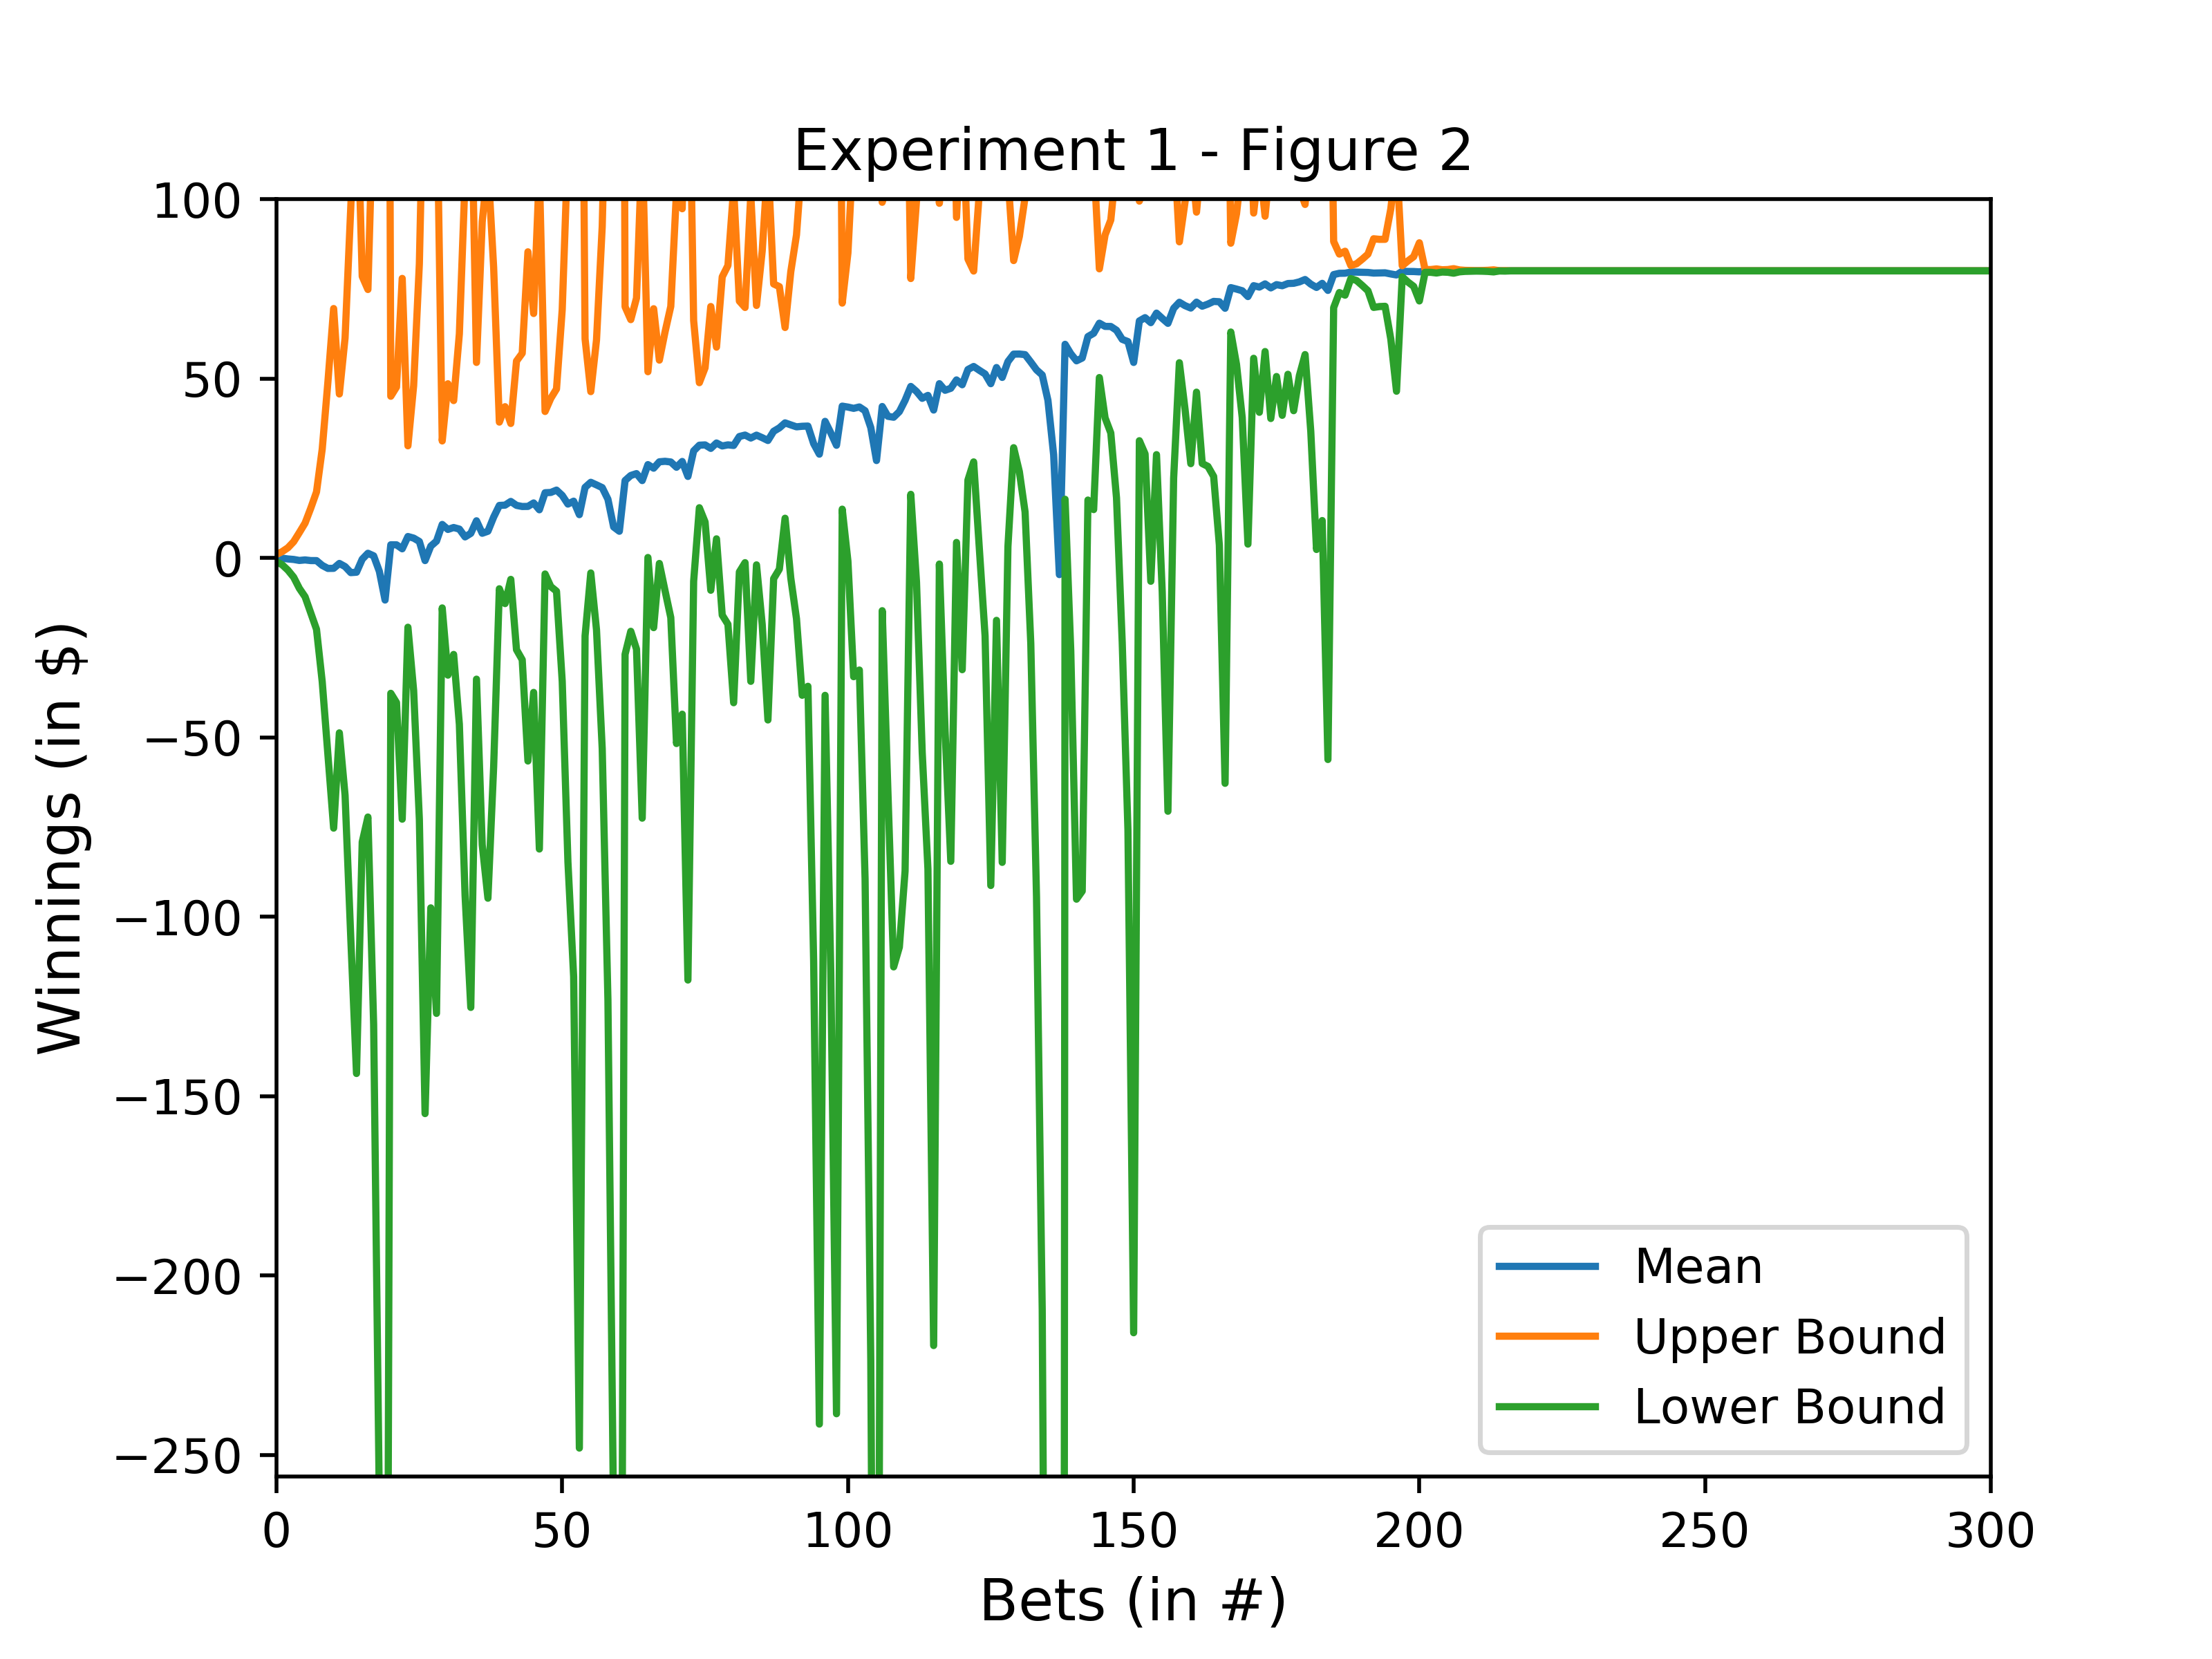 Experiment 1 - Figure 2
100
50
0
−50
−100
−150
−200
−250
Winnings (in $)
0 50 100 150 200 250 300
Bets (in #)
Mean
Upper Bound
Lower Bound